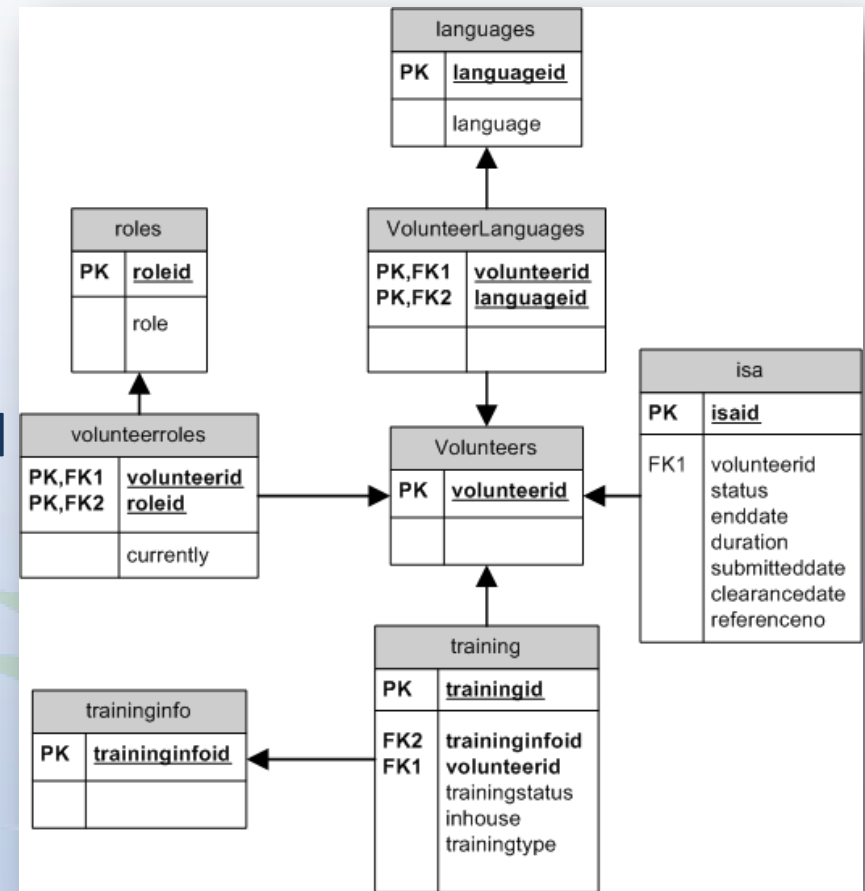 languages
PK languageid
language
roles
PK roleid
role
VolunteerLanguages
PK,FK1 volunteerid
PK,FK2 languageid
volunteerroles
PK,FK1 volunteerid
PK,FK2 roleid
currently
Volunteers
PK volunteerid
isa
PK isaid
FK1 volunteerid
status
enddate
duration
submitteddate
clearancedate
referenceno
training
PK trainingid
FK2 traininginfoid
FK1 volunteerid
trainingstatus
inhouse
trainingtype
traininginfo
PK traininginfoid